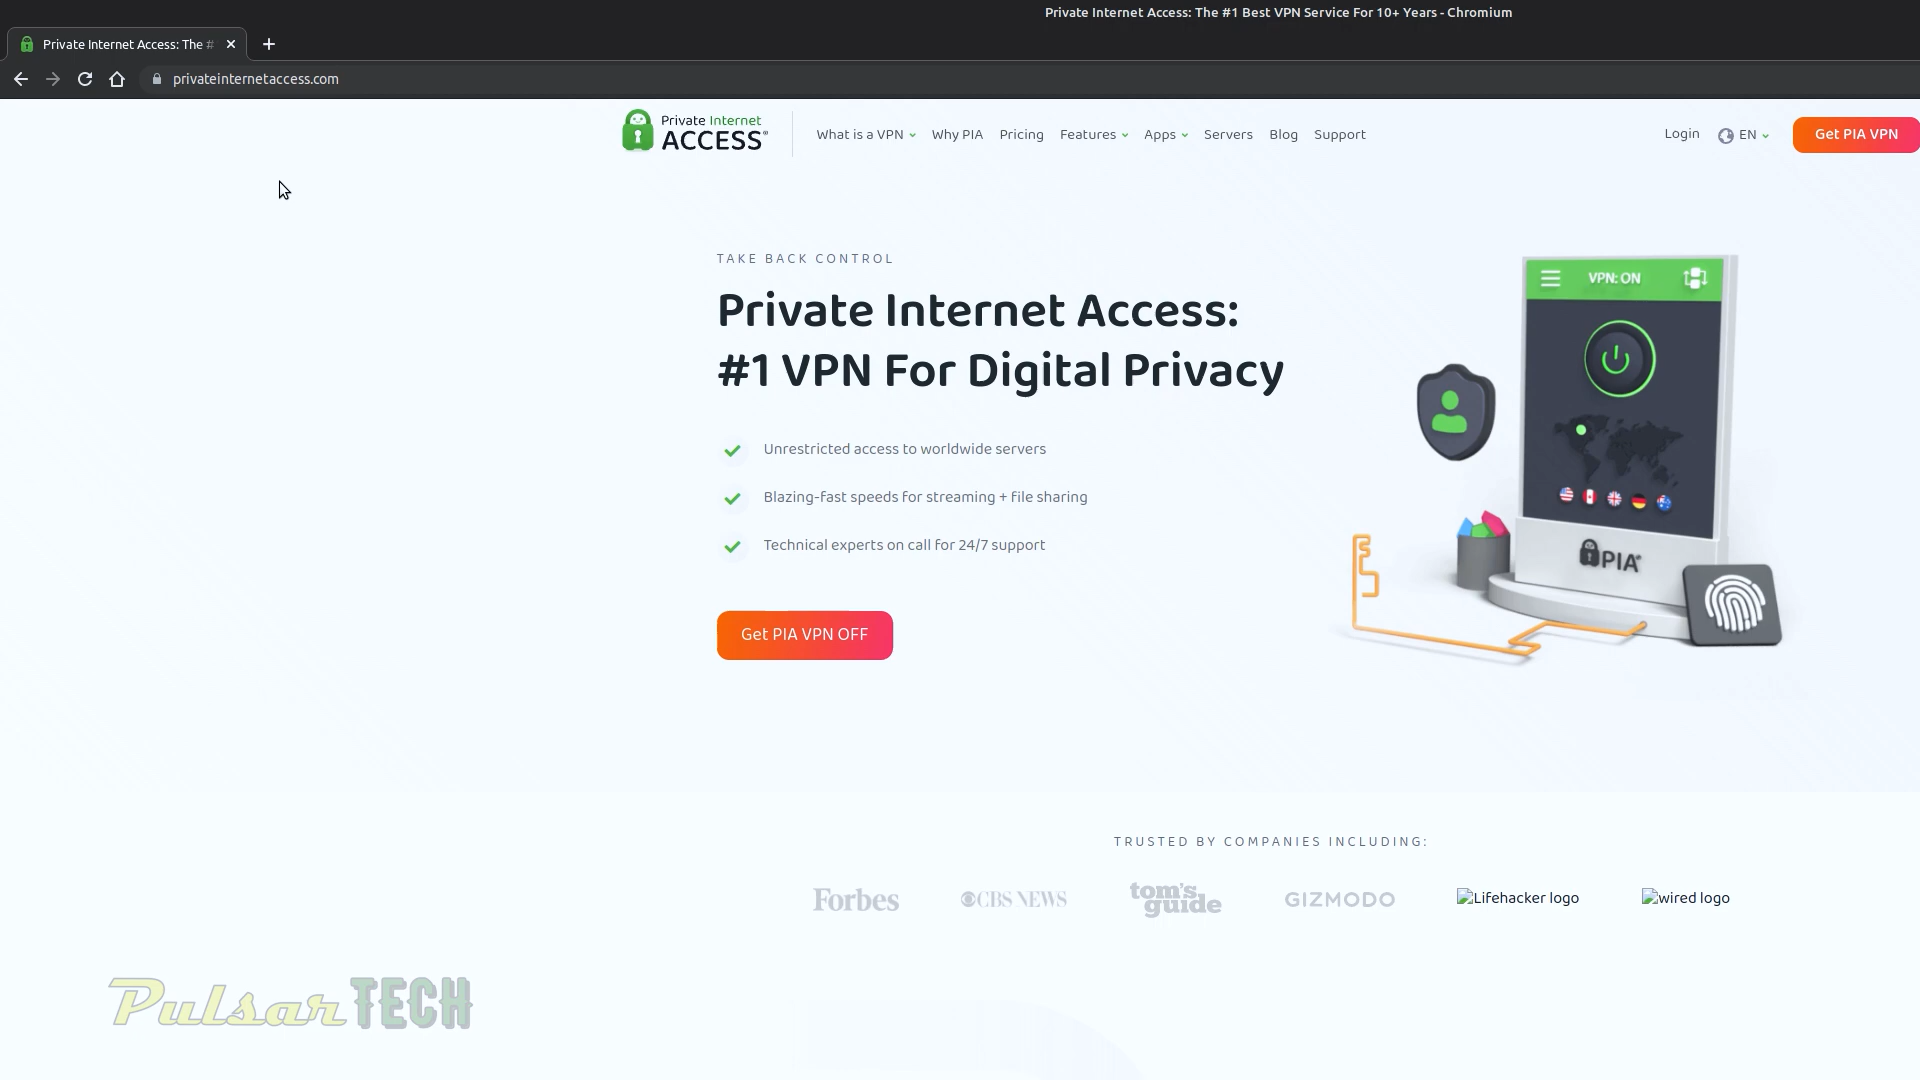 Private Internet Access: The #1 Best VPN Service For 10+ Years - Chromium
Private Internet Access: The #
privateinternetaccess.com
Private Internet
ACCESS®
What is a VPN
Why PIA
Pricing
Features
Apps
Servers
Blog
Support
Login
EN
Get PIA VPN
TAKE BACK CONTROL
Private Internet Access:
#1 VPN For Digital Privacy
Unrestricted access to worldwide servers
Blazing-fast speeds for streaming + file sharing
Technical experts on call for 24/7 support
Get PIA VPN OFF
VPN: ON
PIA
TRUSTED BY COMPANIES INCLUDING:
Forbes
CBS NEWS
tom's
guide
GIZMODO
Lifehacker logo
wired logo
Pulsar TECH